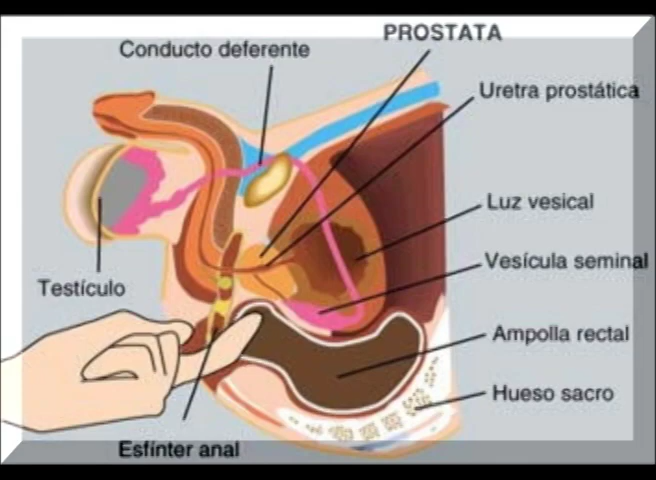 PROSTATA
Conducto deferente
Uretra prostática
Luz vesical
Vesícula seminal
Testículo
Ampolla rectal
Hueso sacro
Esfínter anal